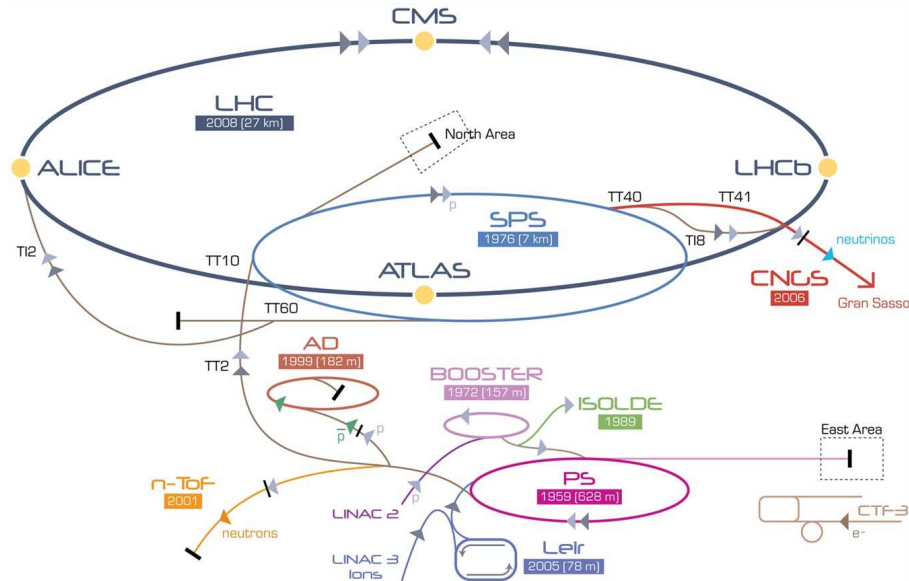 CMS
LHC
2008 (27 km)
North Area
ALICE
LHCb
TT40
TT41
p
SPS
1976 (7 km)
TI8
neutrinos
TI2
TT10
ATLAS
CNGS
2006
Gran Sasso
TT60
AD
1999 (182 m)
TT2
BOOSTER
1972 (157 m)
ISOLDE
1989
p̅
p
East Area
n-ToF
2001
PS
1959 (628 m)
LINAC 2
p
neutrons
CTF-3
e-
LINAC 3
Ions
Leir
2005 (78 m)